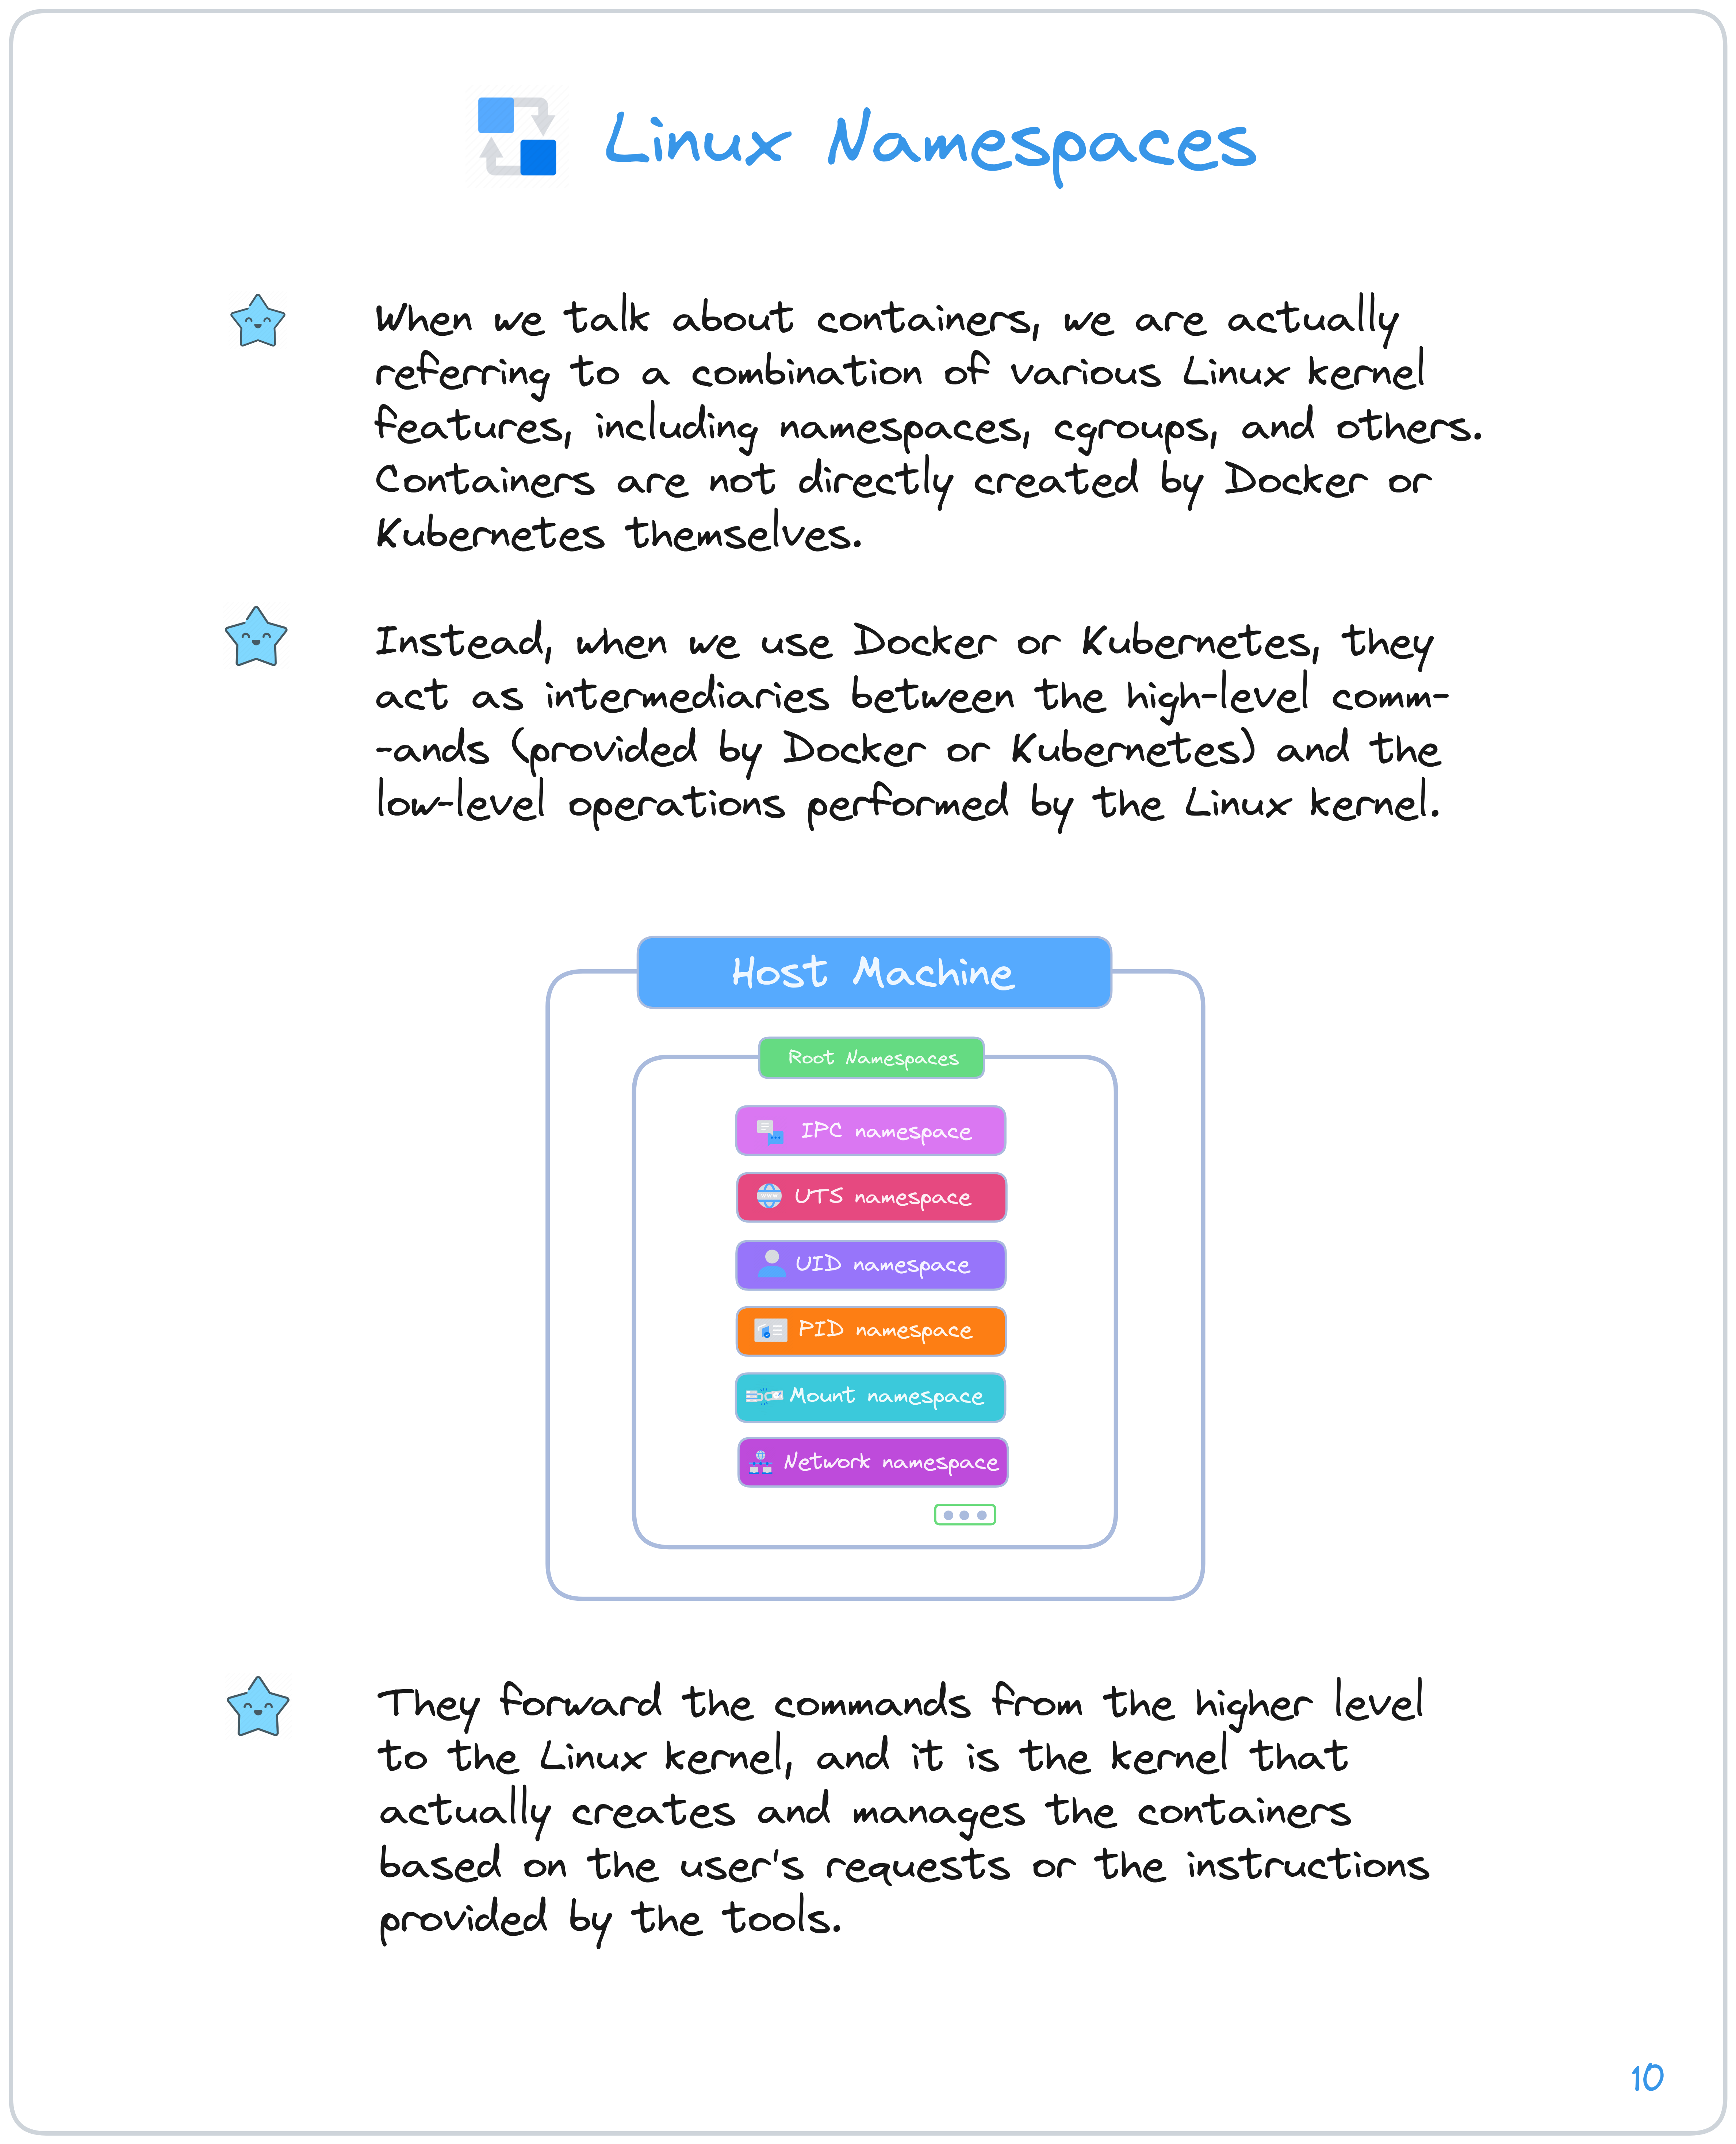 Linux Namespaces
When we talk about containers, we are actually
referring to a combination of various Linux kernel
features, including namespaces, cgroups, and others.
Containers are not directly created by Docker or
Kubernetes themselves.
Instead, when we use Docker or Kubernetes, they
act as intermediaries between the high-level comm-
-ands (provided by Docker or Kubernetes) and the
low-level operations performed by the Linux kernel.
Host Machine
Root Namespaces
IPC namespace
UTS namespace
UID namespace
PID namespace
Mount namespace
Network namespace
They forward the commands from the higher level
to the Linux kernel, and it is the kernel that
actually creates and manages the containers
based on the user's requests or the instructions
provided by the tools.
10